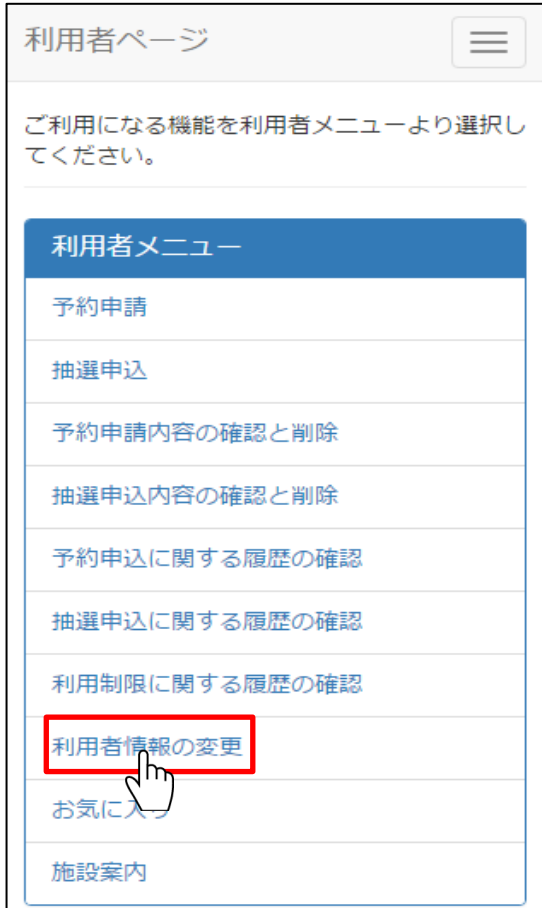 利用者ページ
ご利用になる機能を利用者メニューより選択し
てください。
利用者メニュー
予約申請
抽選申込
予約申請内容の確認と削除
抽選申込内容の確認と削除
予約申込に関する履歴の確認
抽選申込に関する履歴の確認
利用制限に関する履歴の確認
利用者情報の変更
お気に入り
施設案内